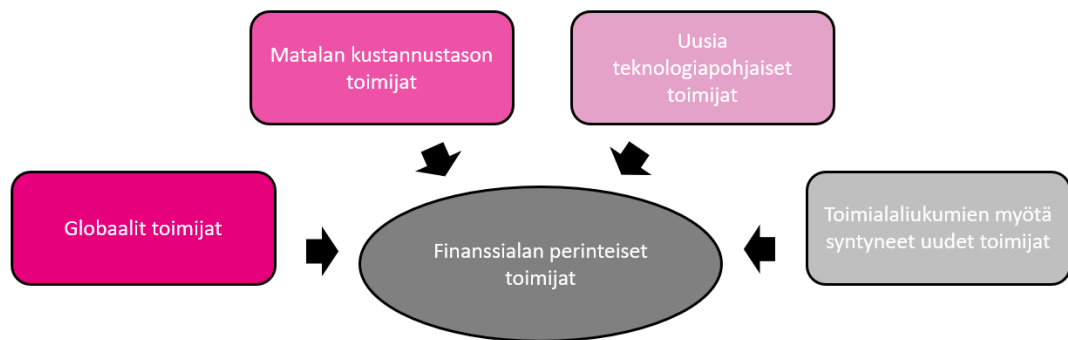 Matalan kustannustason
toimijat
Uusia
teknologiapohjaiset
toimijat
Globaalit toimijat
Finanssialan perinteiset
toimijat
Toimialaliukumien myötä
syntyneet uudet toimijat